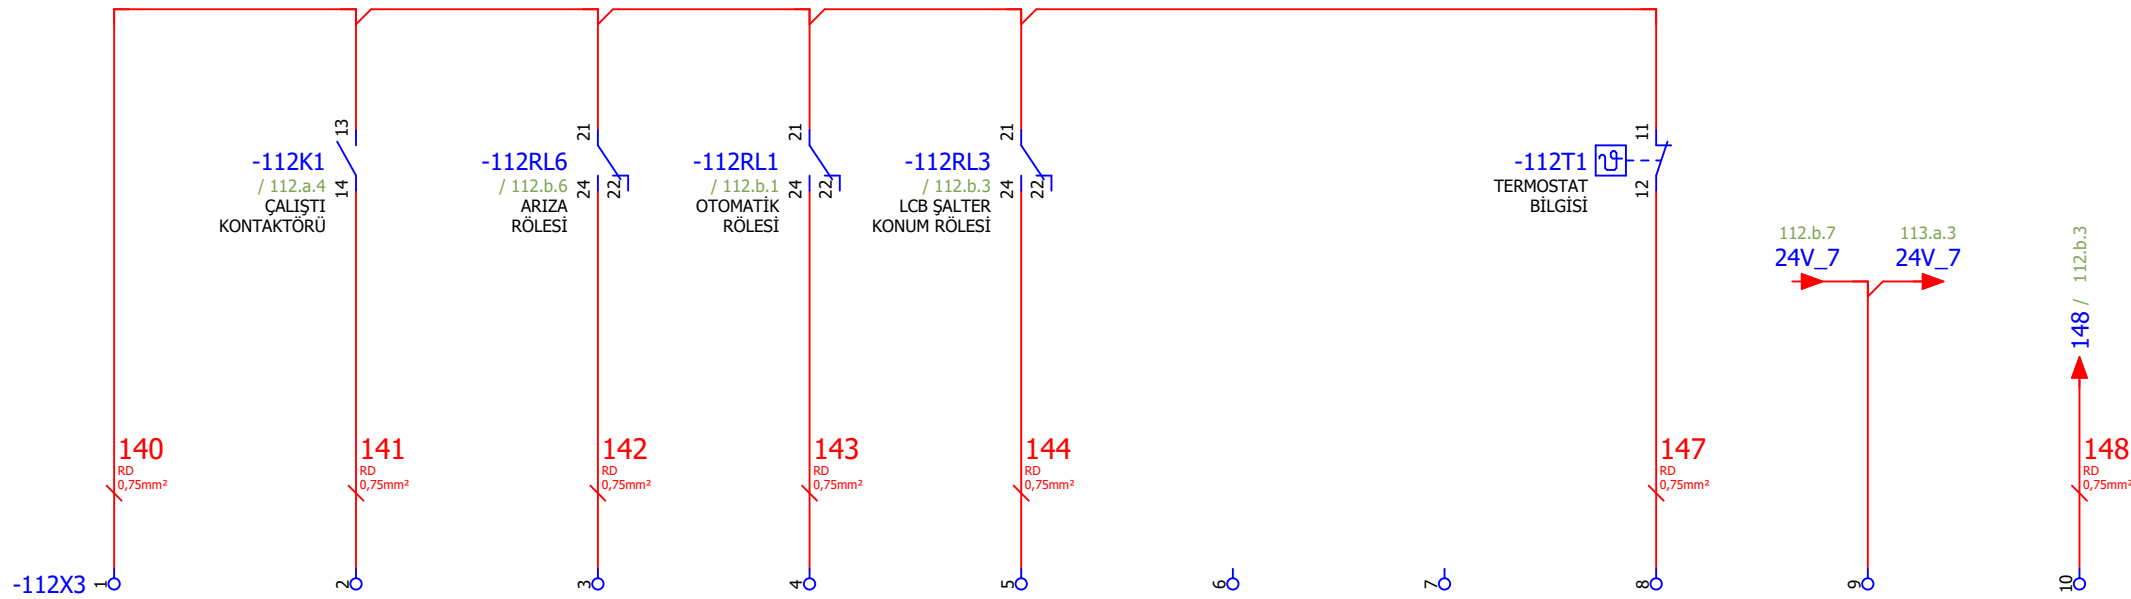 13
14
-112K1
/ 112.a.4
ÇALIŞTI
KONTAKTÖRÜ
21
24
22
-112RL6
/ 112.b.6
ARIZA
RÖLESİ
21
24
22
-112RL1
/ 112.b.1
OTOMATİK
RÖLESİ
21
24
22
-112RL3
/ 112.b.3
LCB ŞALTER
KONUM RÖLESİ
11
12
-112T1
TERMOSTAT
BİLGİSİ
112.b.7
24V_7
113.a.3
24V_7
148 / 112.b.3
140
RD
0,75mm²
141
RD
0,75mm²
142
RD
0,75mm²
143
RD
0,75mm²
144
RD
0,75mm²
147
RD
0,75mm²
148
RD
0,75mm²
-112X3
1
2
3
4
5
6
7
8
9
10